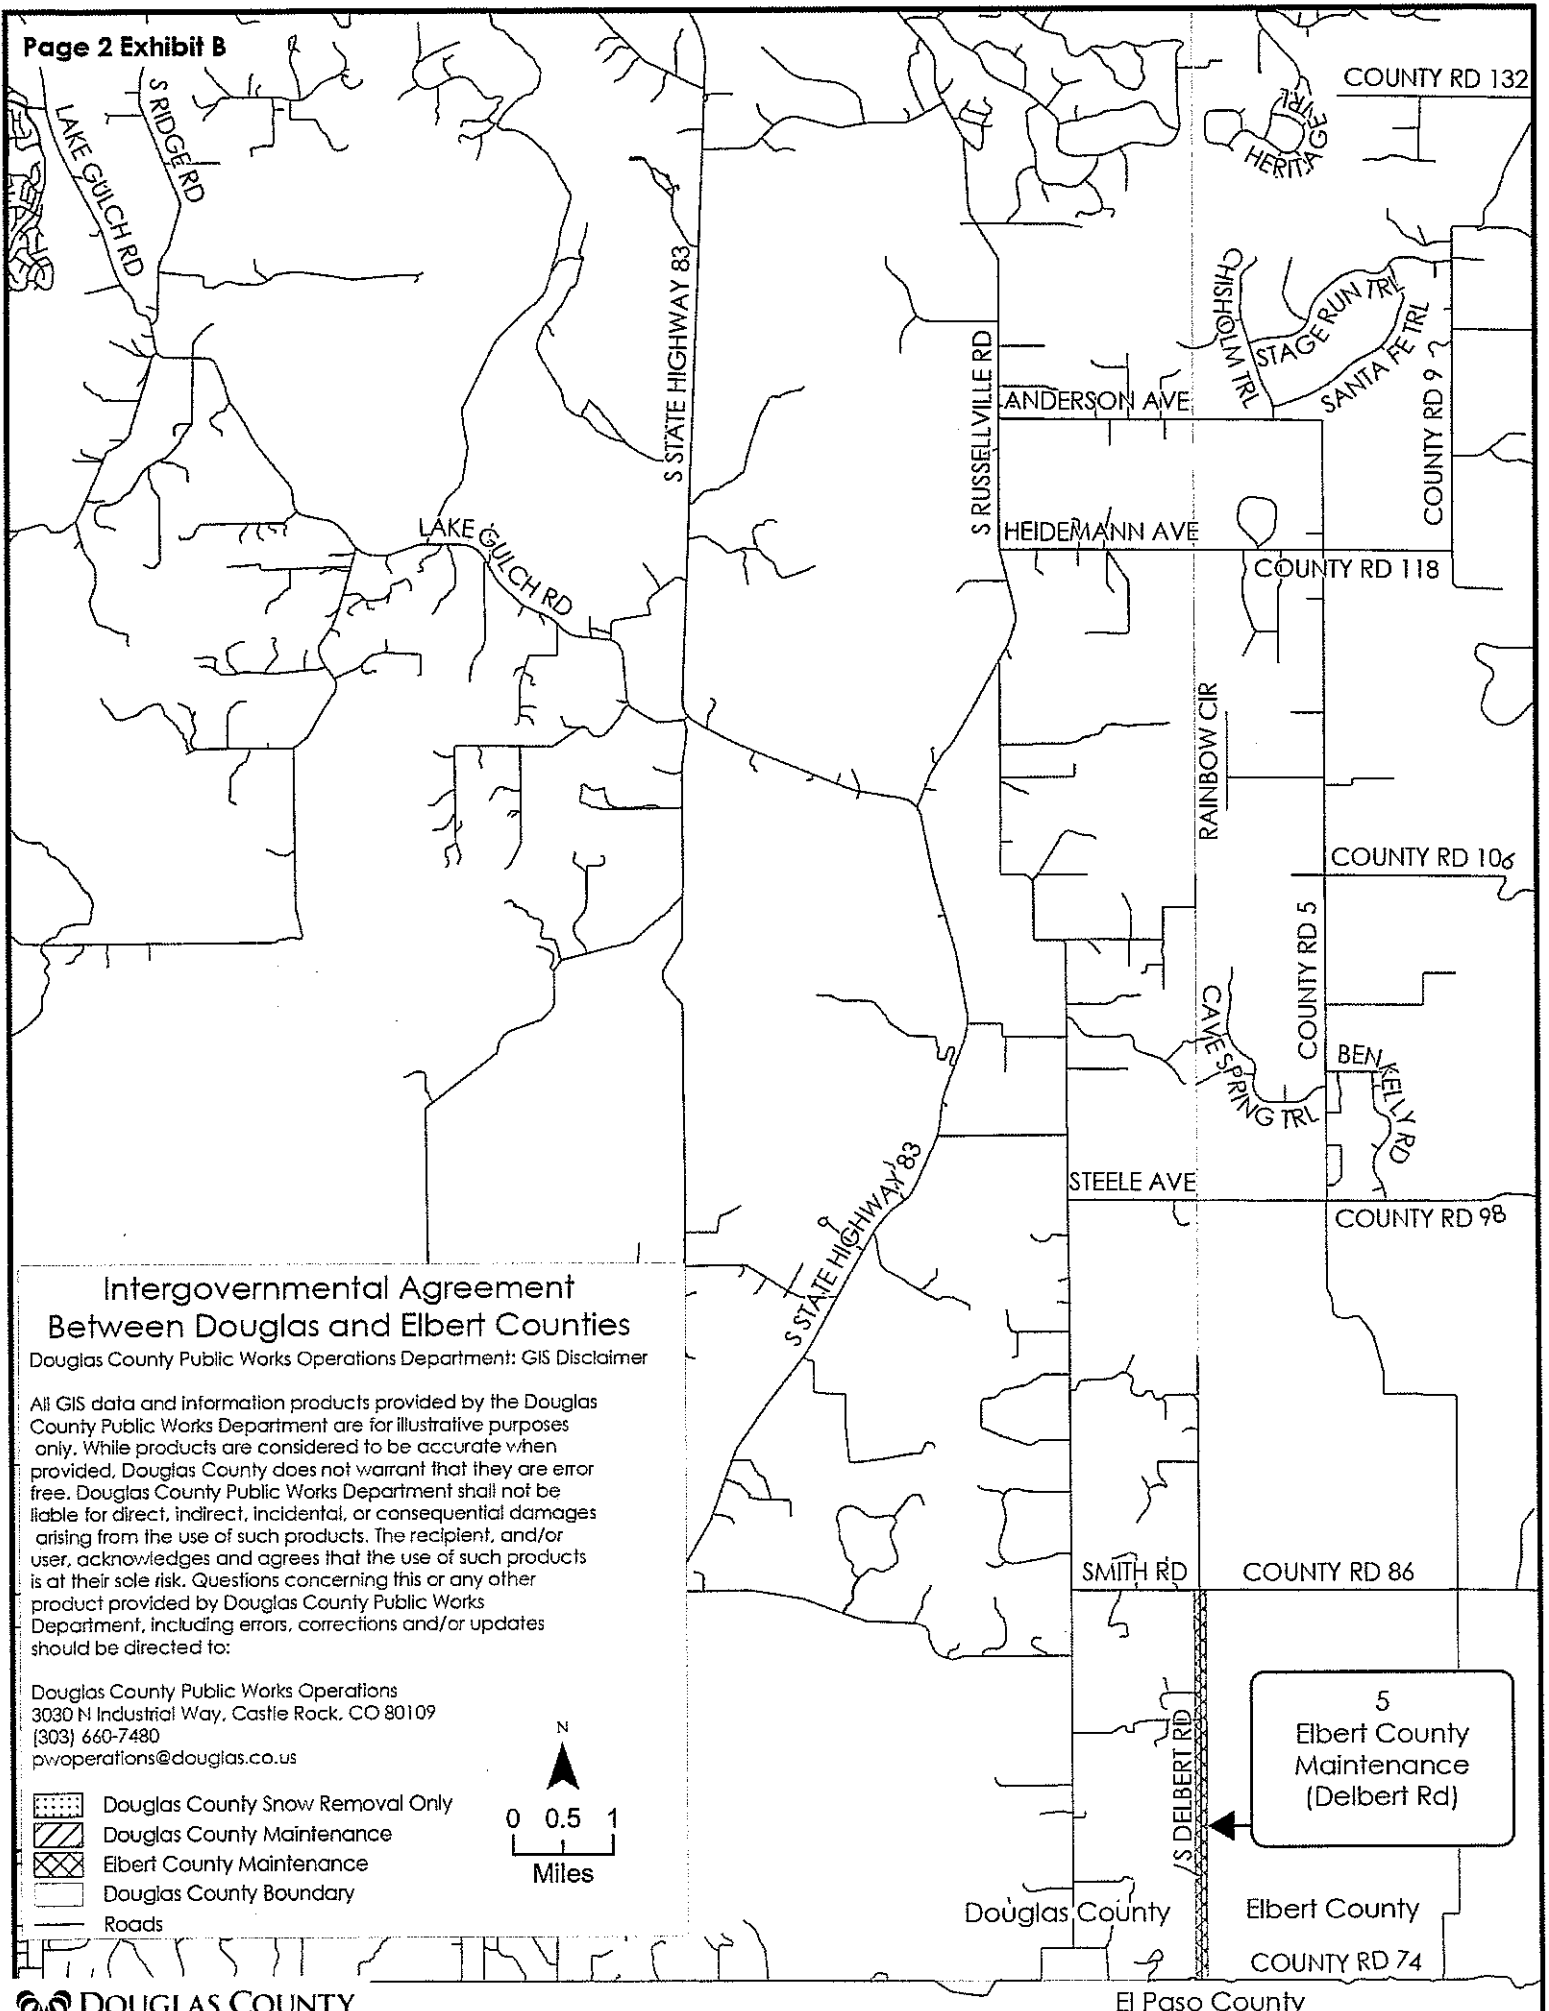 Page 2 Exhibit B
COUNTY RD 132
S RIDGE RD
LAKE GULCH RD
HERITAGE TRL
S STATE HIGHWAY 83
CHISHOLM TRL
STAGE RUN TRL
SANTA FE TRL
S RUSSELLVILLE RD
COUNTY RD 9
ANDERSON AVE
HEIDEMANN AVE
LAKE GULCH RD
COUNTY RD 118
RAINBOW CIR
COUNTY RD 106
COUNTY RD 5
CAVE SPRING TRL
BEN KELLY RD
S STATE HIGHWAY 83
STEELE AVE
COUNTY RD 98
Intergovernmental Agreement
Between Douglas and Elbert Counties
Douglas County Public Works Operations Department: GIS Disclaimer
All GIS data and information products provided by the Douglas
County Public Works Department are for illustrative purposes
only. While products are considered to be accurate when
provided, Douglas County does not warrant that they are error
free. Douglas County Public Works Department shall not be
liable for direct, indirect, incidental, or consequential damages
arising from the use of such products. The recipient, and/or
user, acknowledges and agrees that the use of such products
is at their sole risk. Questions concerning this or any other
product provided by Douglas County Public Works
Department, including errors, corrections and/or updates
should be directed to:
Douglas County Public Works Operations
3030 N Industrial Way, Castle Rock, CO 80109
(303) 660-7480
pwoperations@douglas.co.us
N
0 0.5 1
Miles
Douglas County Snow Removal Only
Douglas County Maintenance
Elbert County Maintenance
Douglas County Boundary
Roads
SMITH RD
COUNTY RD 86
S DELBERT RD
5
Elbert County
Maintenance
(Delbert Rd)
Douglas County
Elbert County
COUNTY RD 74
El Paso County
DOUGLAS COUNTY